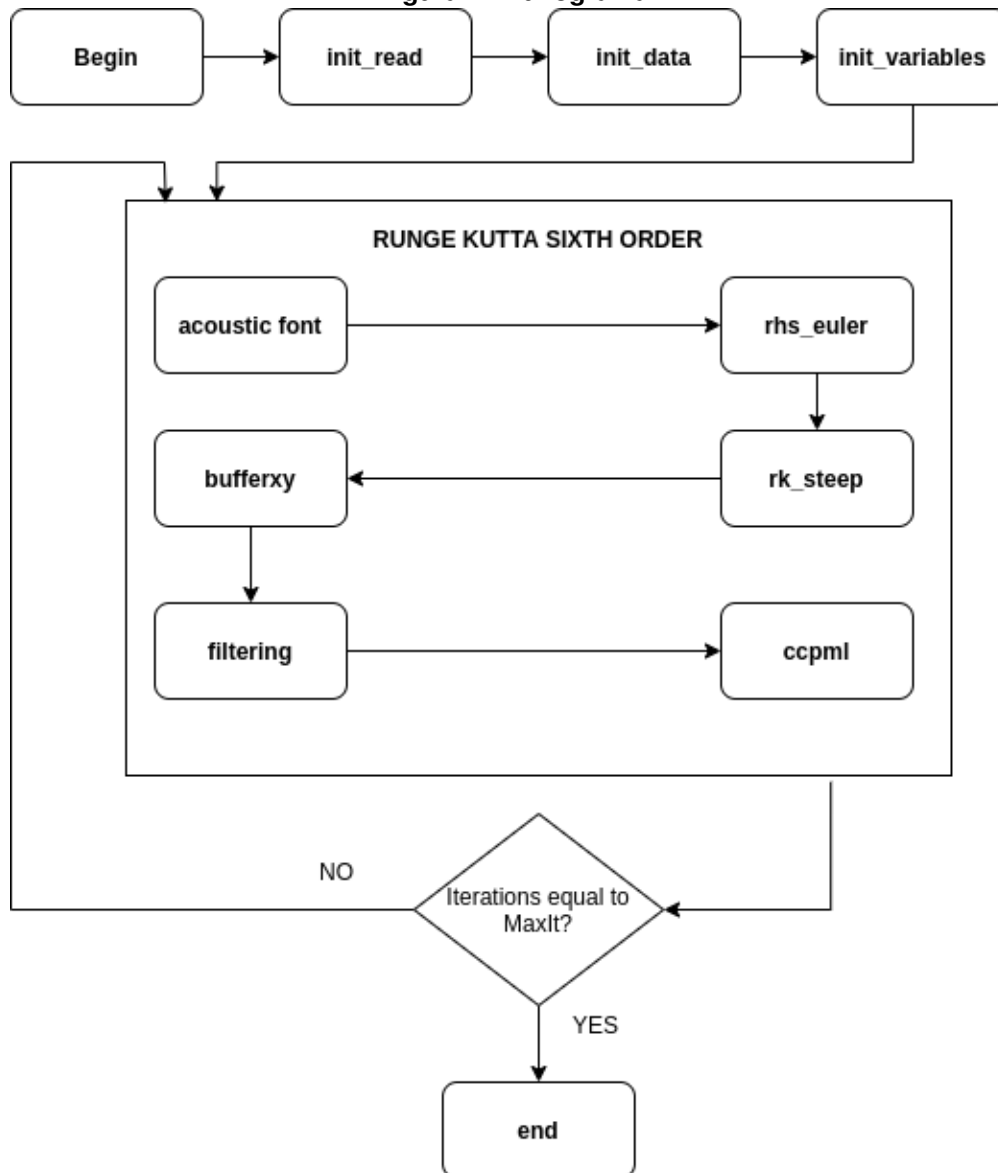 Begin
init_read
init_data
init_variables
RUNGE KUTTA SIXTH ORDER
acoustic font
rhs_euler
bufferxy
rk_steep
filtering
ccpml
NO
Iterations equal to
MaxIt?
YES
end